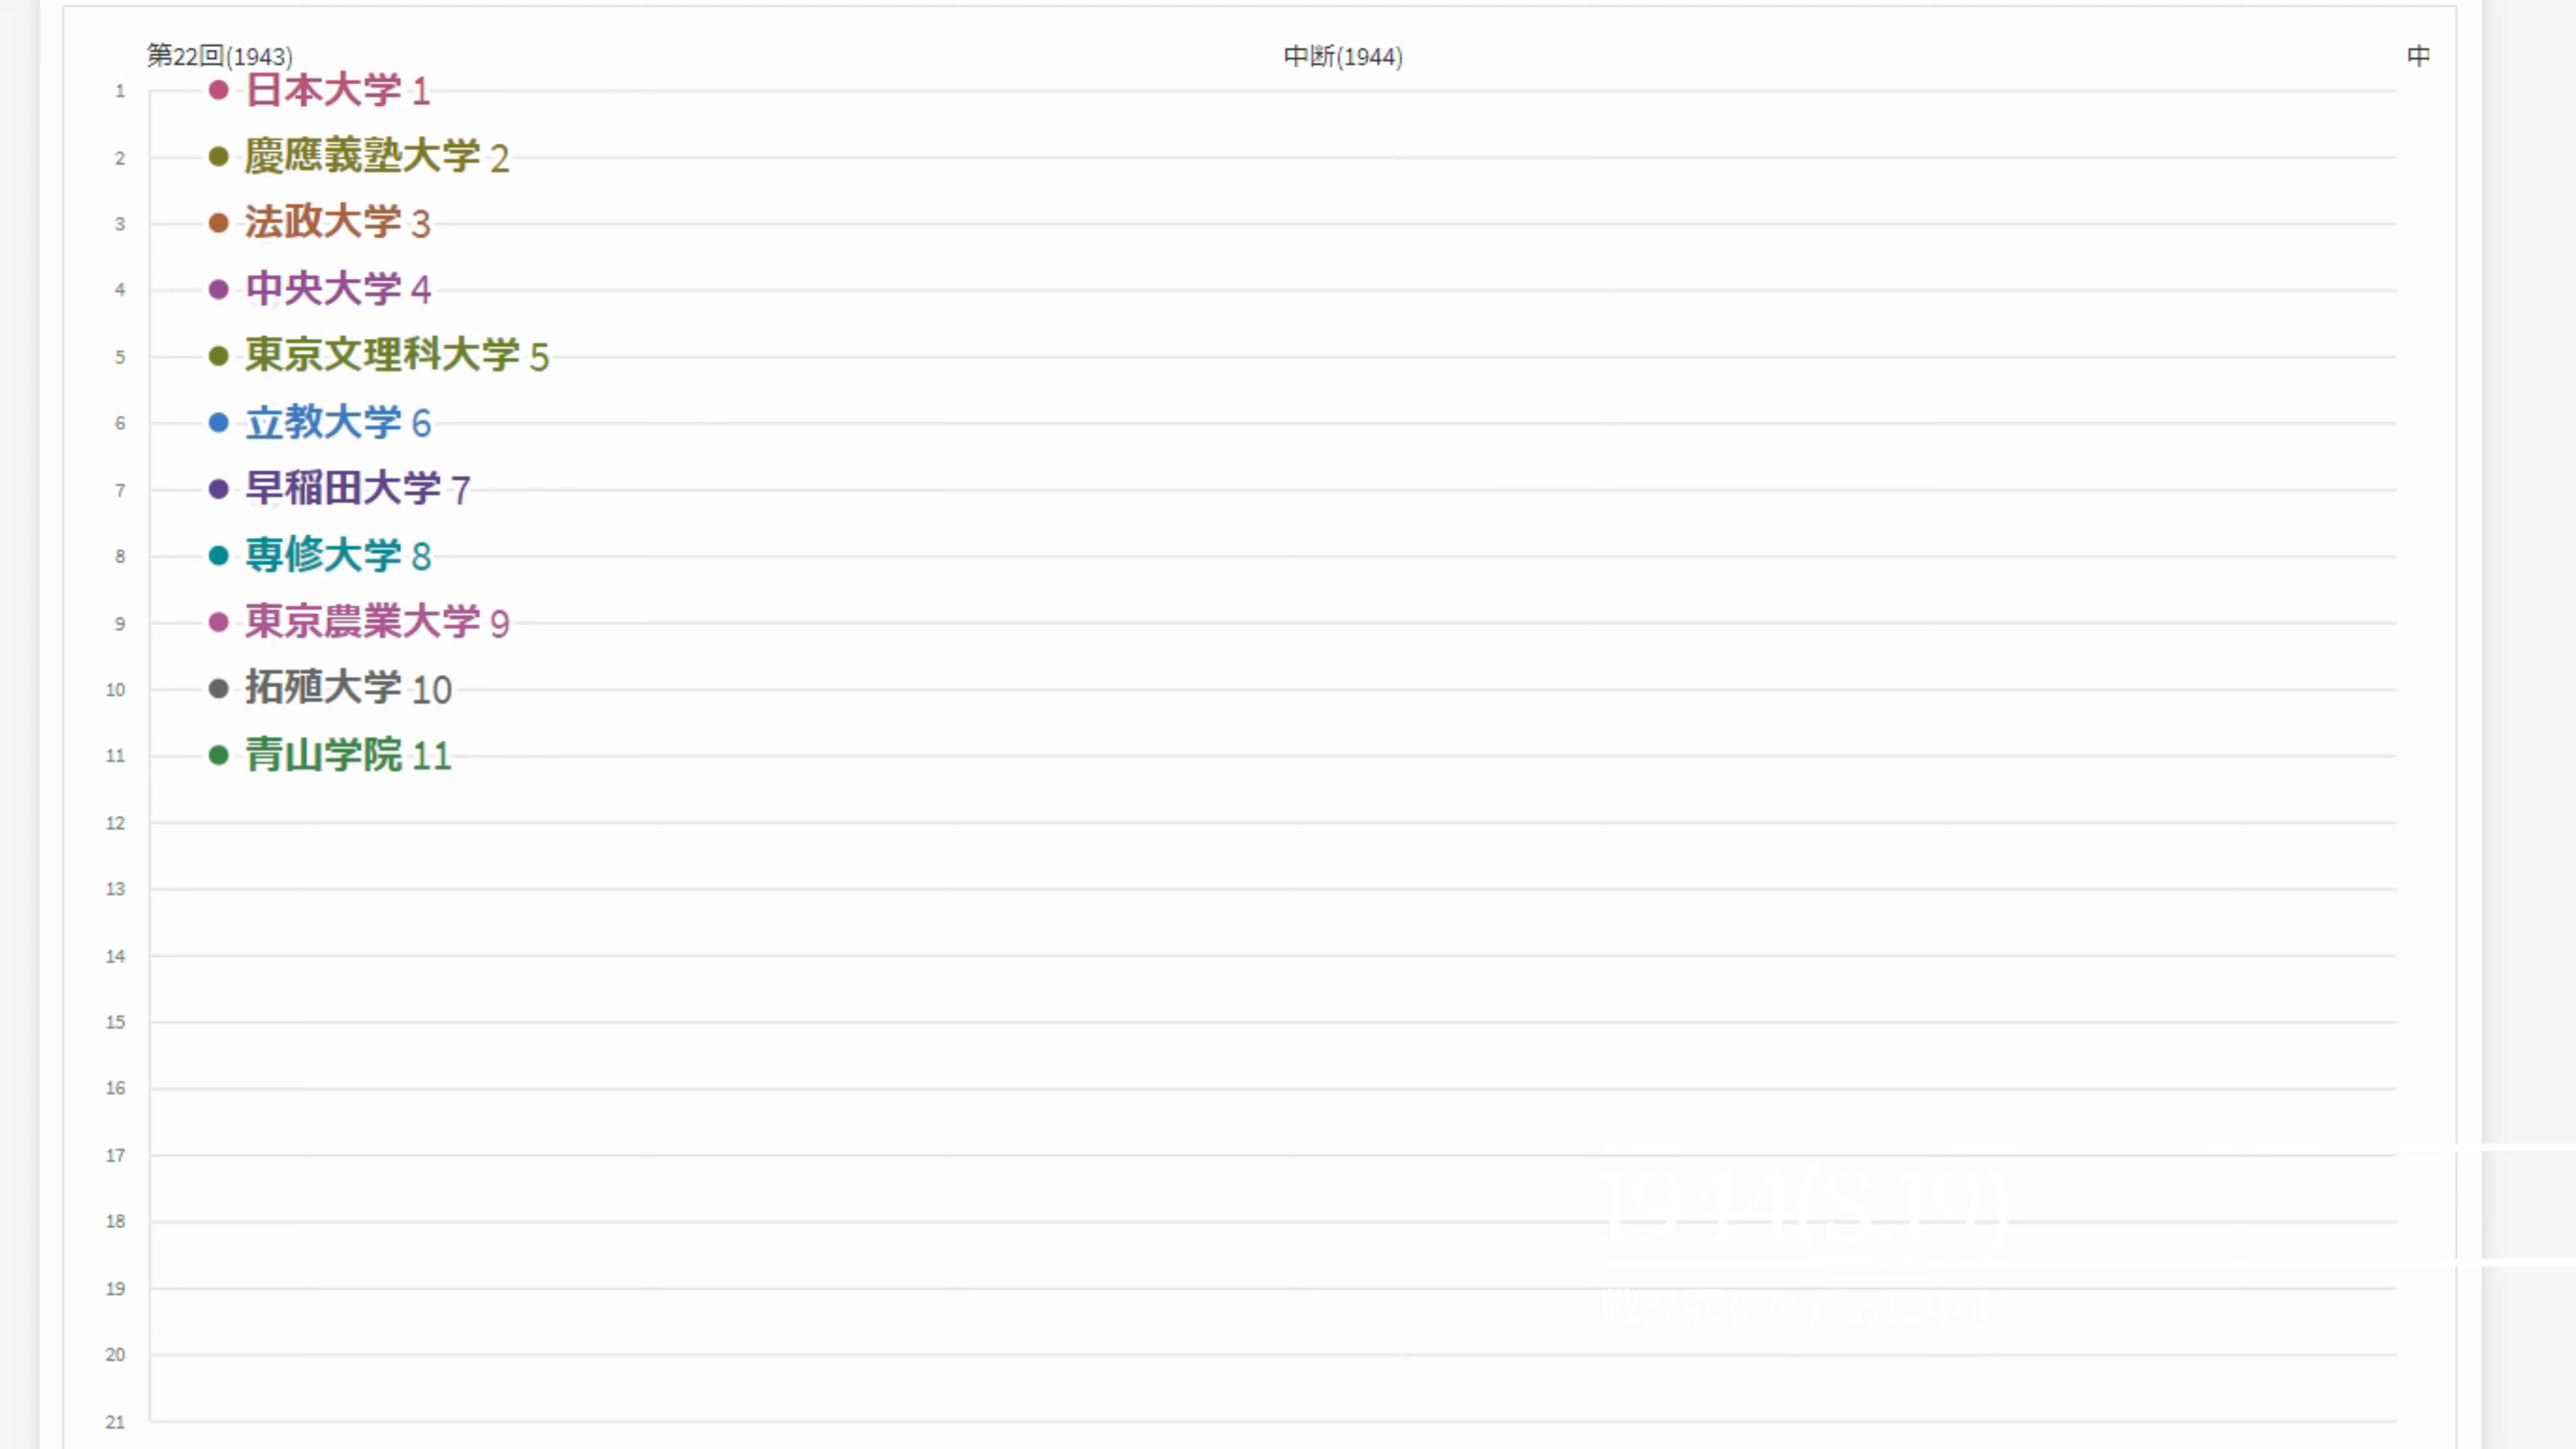 第22回(1943) 中断(1944) 中
1 日本大学 1
2 慶應義塾大学 2
3 法政大学 3
4 中央大学 4
5 東京文理科大学 5
6 立教大学 6
7 早稲田大学 7
8 専修大学 8
9 東京農業大学 9
10 拓殖大学 10
11 青山学院 11
12
13
14
15
16
17
18
1944(S.19)
19
20
21